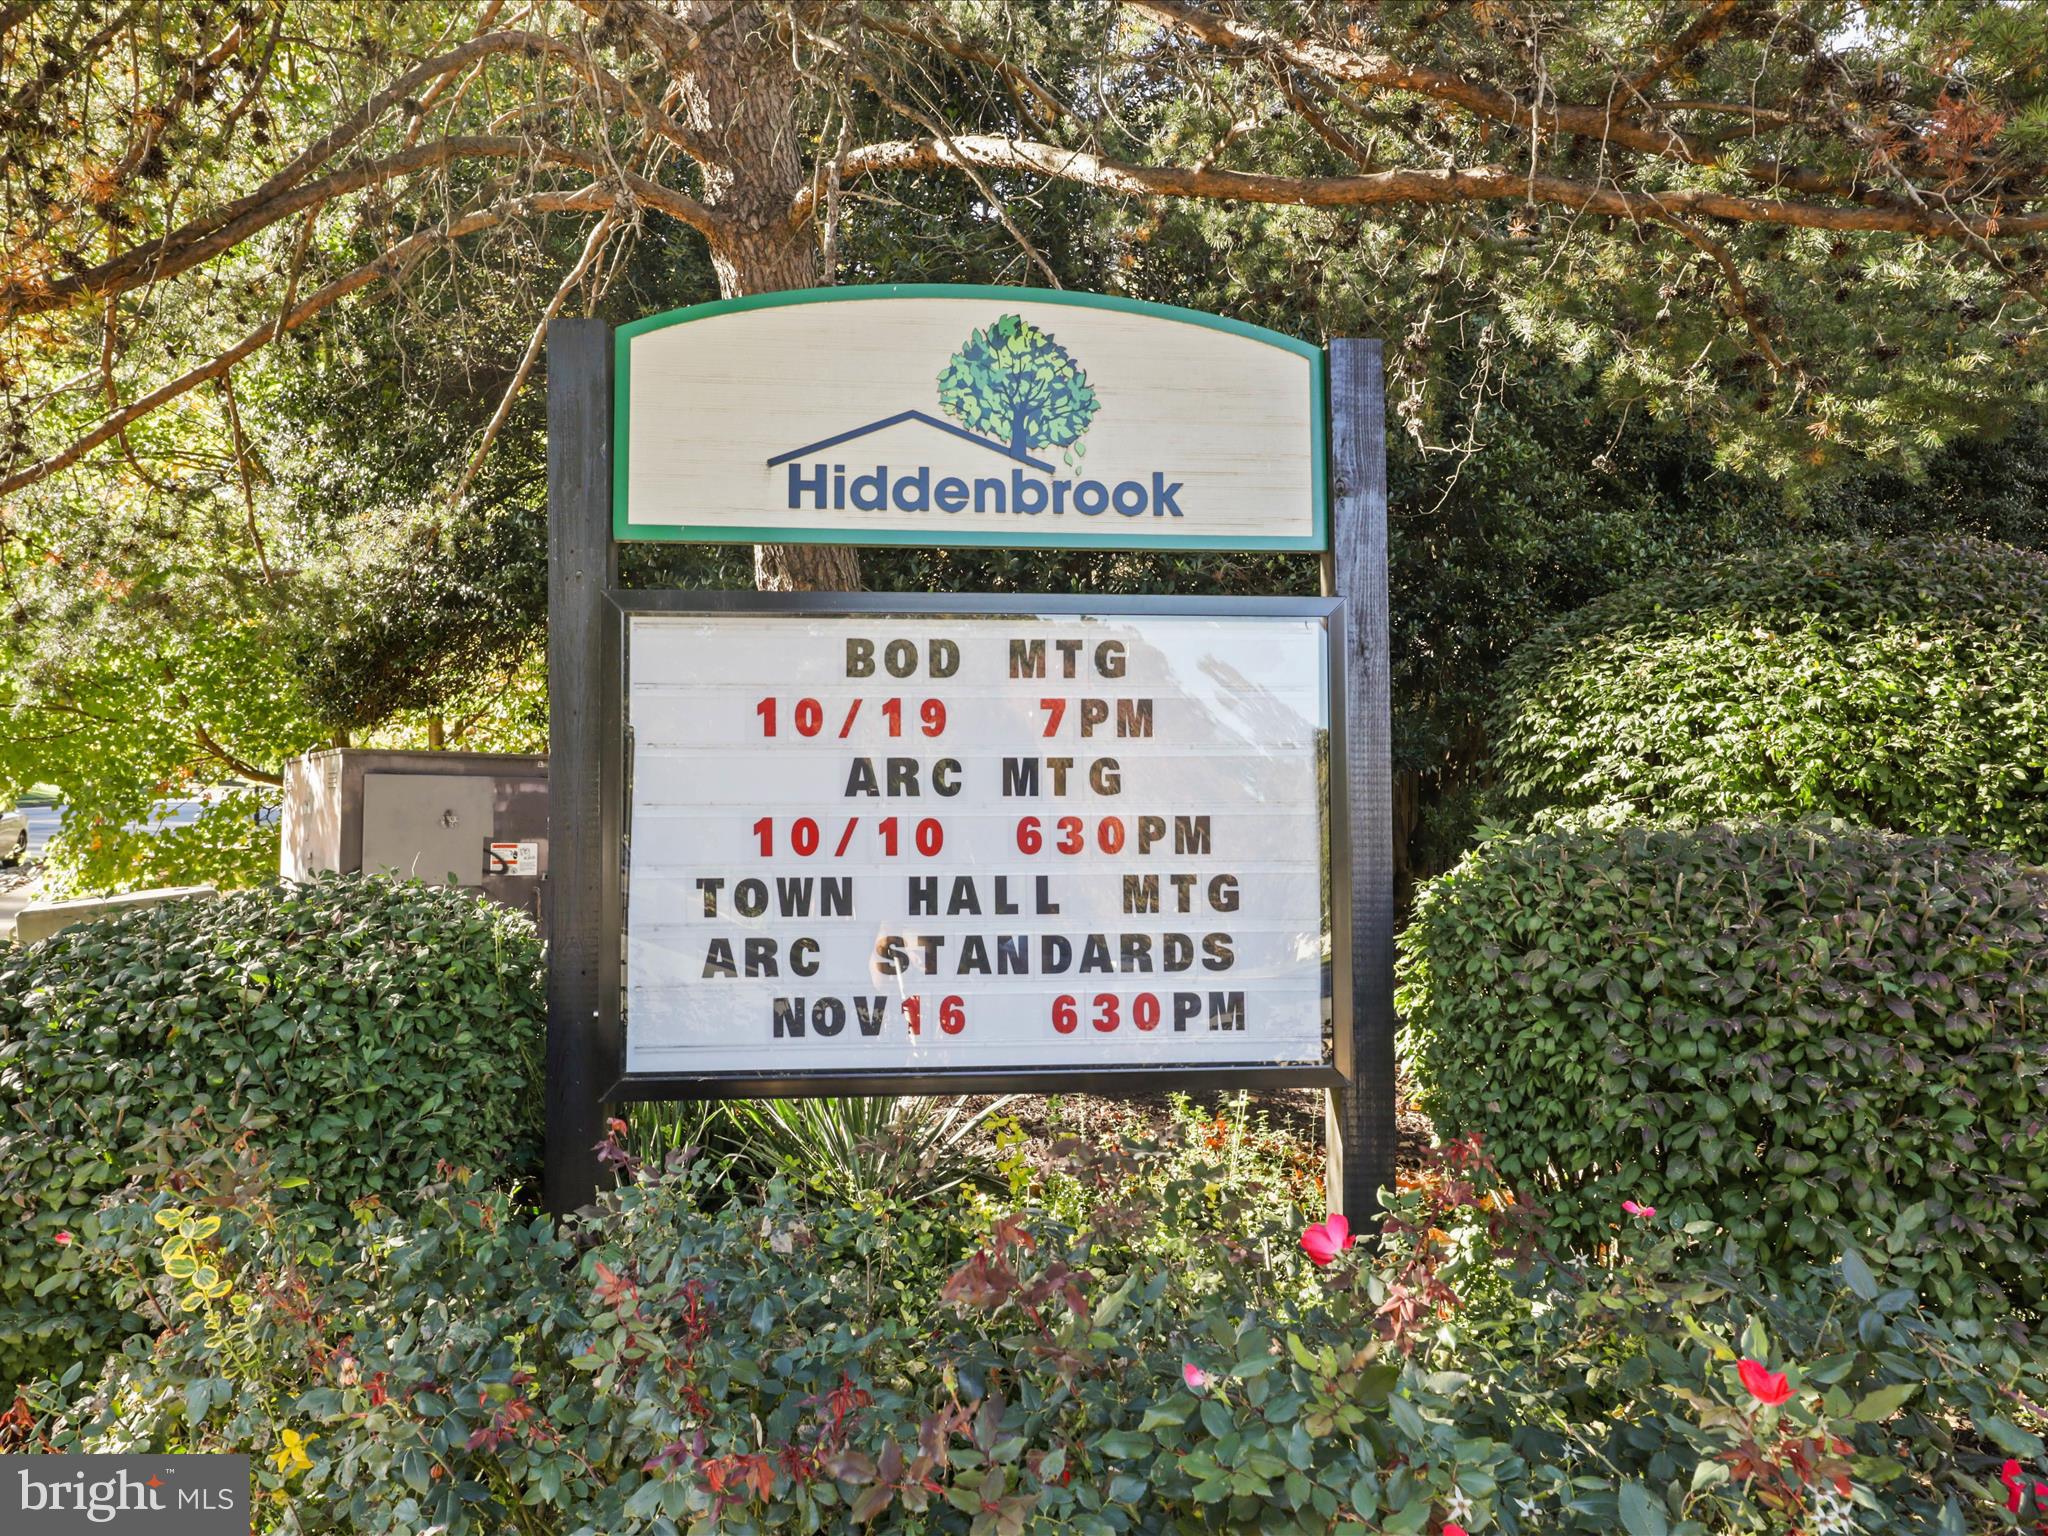 Hiddenbrook
BOD MTG
10/19 7PM
ARC MTG
10/10 630PM
TOWN HALL MTG
ARC STANDARDS
NOV16 630PM
bright™ MLS